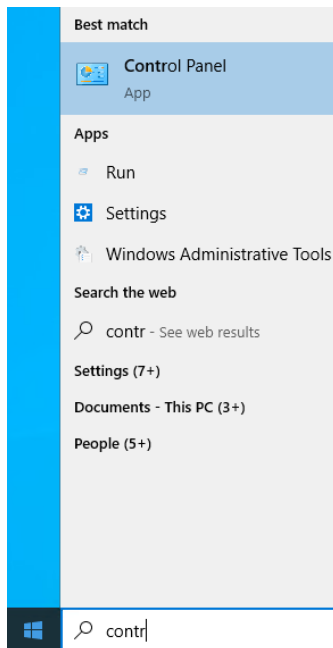 Best match
Control Panel
App
Apps
Run
Settings
Windows Administrative Tools
Search the web
contr - See web results
Settings (7+)
Documents - This PC (3+)
People (5+)
contr